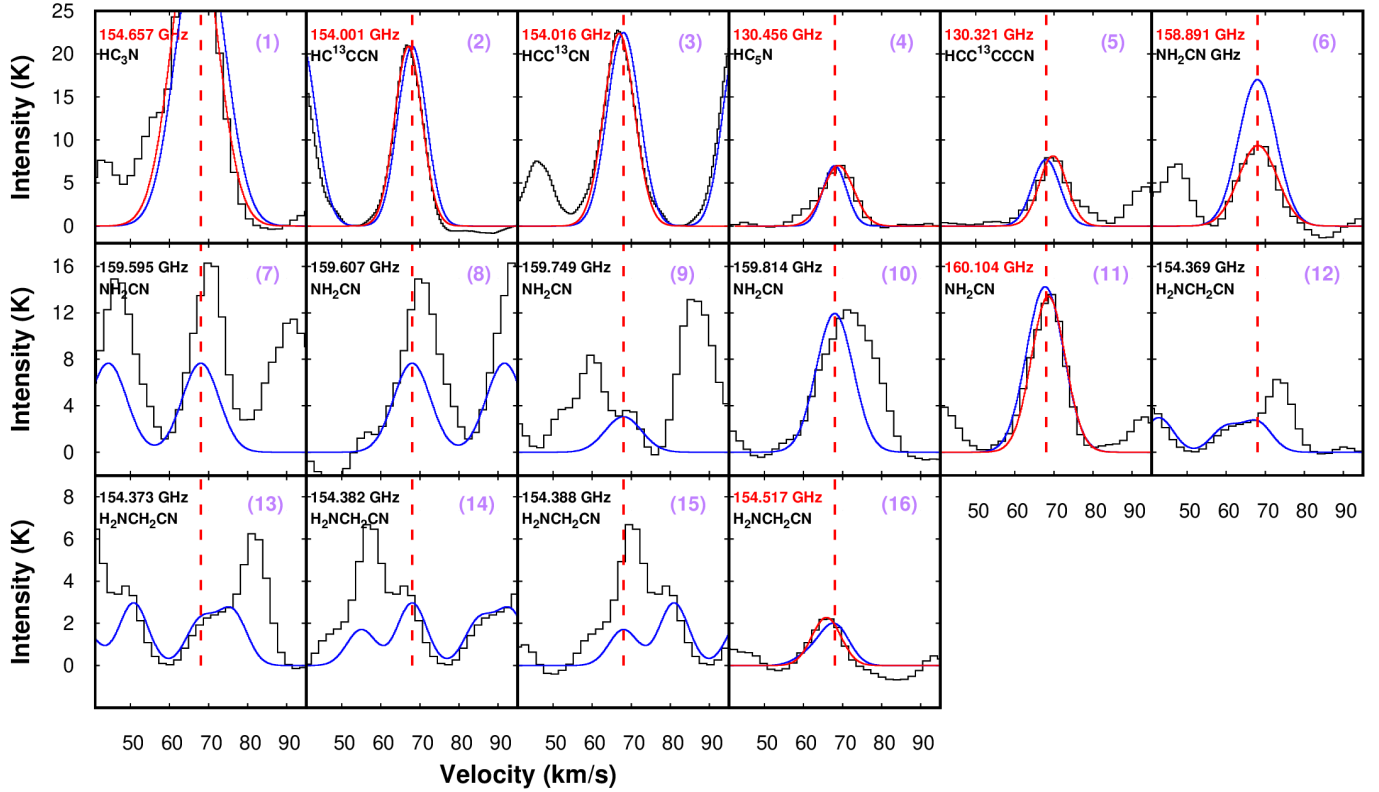 25
20
15
10
5
0
Intensity (K)
154.657 GHz
HC₃N
(1)
154.001 GHz
HC¹³CCN
(2)
154.016 GHz
HCC¹³CN
(3)
130.456 GHz
HC₅N
(4)
130.321 GHz
HCC¹³CCCN
(5)
158.891 GHz
NH₂CN GHz
(6)
16
12
8
4
0
Intensity (K)
159.595 GHz
NH₂CN
(7)
159.607 GHz
NH₂CN
(8)
159.749 GHz
NH₂CN
(9)
159.814 GHz
NH₂CN
(10)
160.104 GHz
NH₂CN
(11)
154.369 GHz
H₂NCH₂CN
(12)
50 60 70 80 90
50 60 70 80 90
8
6
4
2
0
Intensity (K)
154.373 GHz
H₂NCH₂CN
(13)
154.382 GHz
H₂NCH₂CN
(14)
154.388 GHz
H₂NCH₂CN
(15)
154.517 GHz
H₂NCH₂CN
(16)
50 60 70 80 90
50 60 70 80 90
50 60 70 80 90
50 60 70 80 90
Velocity (km/s)